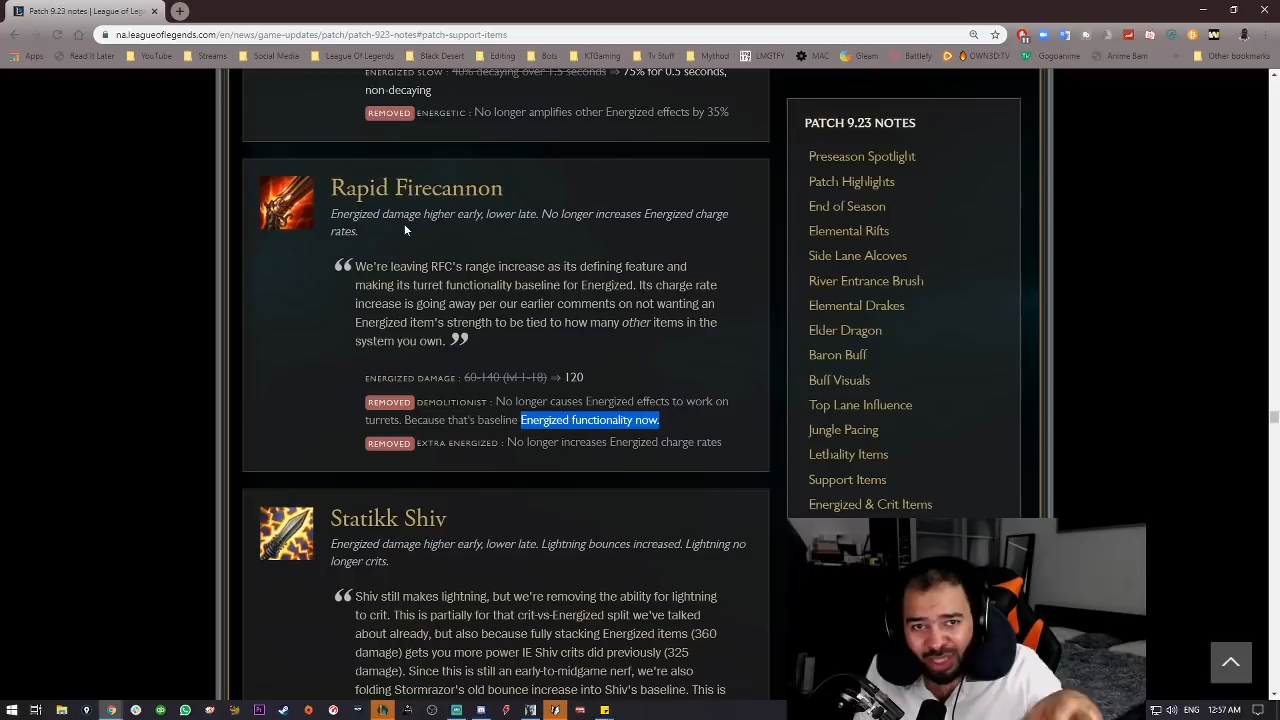 Patch 9.23 notes | League of Leg
na.leagueoflegends.com/en/news/game-updates/patch/patch-923-notes#patch-support-items
Apps Read It Later YouTube Streams Social League Of Legends Black Desert Editing Bots KTGaming Tv Stuff Mythod LMGTFY MAC Gleam Battlefy OWN3D.TV Gogoanime Anime Bam Other bookmarks
ENERGIZED SLOW : 40% decaying over 1.5 seconds ⇒ 75% for 0.5 seconds,
non-decaying
REMOVED ENERGETIC : No longer amplifies other Energized effects by 35%
Rapid Firecannon
Energized damage higher early, lower late. No longer increases Energized charge
rates.
“ We're leaving RFC's range increase as its defining feature and
making its turret functionality baseline for Energized. Its charge rate
increase is going away per our earlier comments on not wanting an
Energized item's strength to be tied to how many other items in the
system you own. ”
ENERGIZED DAMAGE : 60-140 (lvl 1-18) ⇒ 120
REMOVED DEMOLITIONIST : No longer causes Energized effects to work on
turrets. Because that's baseline Energized functionality now.
REMOVED EXTRA ENERGIZED : No longer increases Energized charge rates
Statikk Shiv
Energized damage higher early, lower late. Lightning bounces increased. Lightning no
longer crits.
“ Shiv still makes lightning, but we're removing the ability for lightning
to crit. This is partially for that crit-vs-Energized split we've talked
about already, but also because fully stacking Energized items (360
damage) gets you more power IE Shiv crits did previously (325
damage). Since this is still an early-to-midgame nerf, we're also
folding Stormrazor's old bounce increase into Shiv's baseline. This is
PATCH 9.23 NOTES
Preseason Spotlight
Patch Highlights
End of Season
Elemental Rifts
Side Lane Alcoves
River Entrance Brush
Elemental Drakes
Elder Dragon
Baron Buff
Buff Visuals
Top Lane Influence
Jungle Pacing
Lethality Items
Support Items
Energized & Crit Items
ENG 12:57 AM